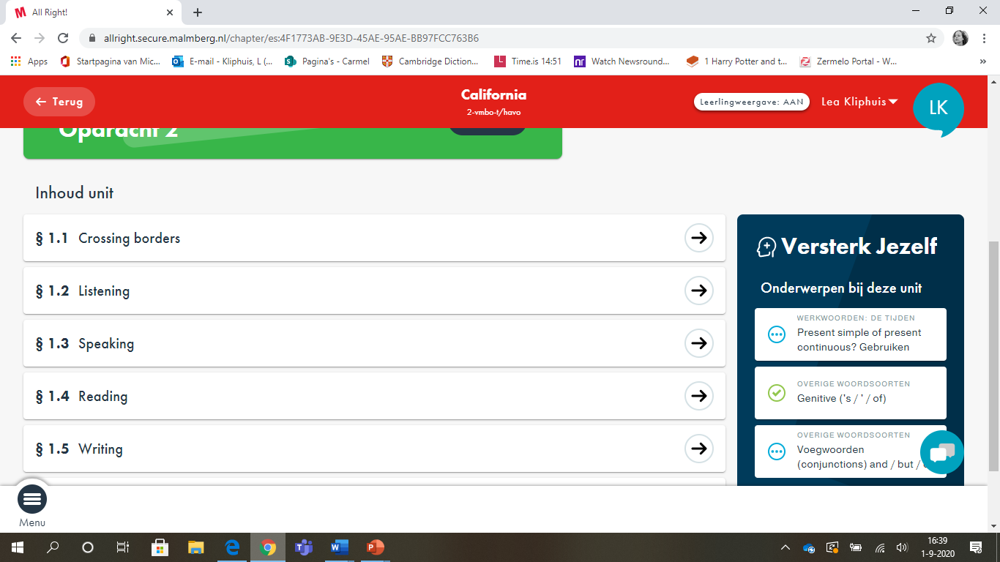 All Right!
allright.secure.malmberg.nl/chapter/es:4F1773AB-9E3D-45AE-95AE-BB97FCC763B6
Apps
Startpagina van Mic...
E-mail - Kliphuis, L (...
Pagina's - Carmel
Cambridge Diction...
Time.is 14:51
Watch Newsround...
1 Harry Potter and t...
Zermelo Portal - W...
Terug
California
2-vmbo-t/havo
Leerlingweergave: AAN
Lea Kliphuis
LK
Opdracht 2
Inhoud unit
§ 1.1 Crossing borders
§ 1.2 Listening
§ 1.3 Speaking
§ 1.4 Reading
§ 1.5 Writing
Versterk Jezelf
Onderwerpen bij deze unit
WERKWOORDEN: DE TIJDEN
Present simple of present
continuous? Gebruiken
OVERIGE WOORDSOORTEN
Genitive ('s / ' / of)
OVERIGE WOORDSOORTEN
Voegwoorden
(conjunctions) and / but /
Menu
16:39
1-9-2020